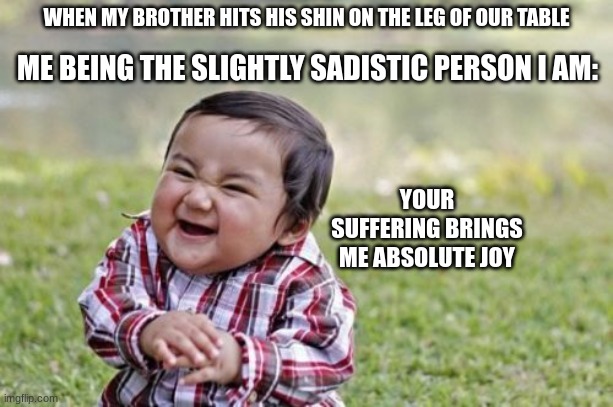 WHEN MY BROTHER HITS HIS SHIN ON THE LEG OF OUR TABLE
ME BEING THE SLIGHTLY SADISTIC PERSON I AM:
YOUR
SUFFERING BRINGS
ME ABSOLUTE JOY
imgflip.com